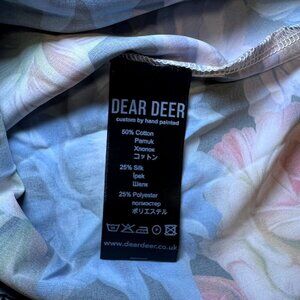 DEAR DEER
custom by hand painted
50% Cotton
Pamuk
Хлопок
コットン
25% Silk
İpek
Шелк
25% Polyester
полиэстер
ポリエステル
www.deardeer.co.uk